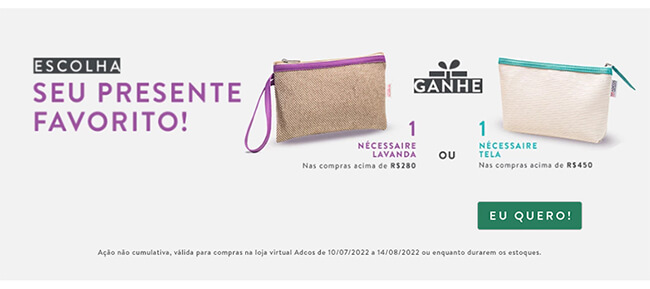 ESCOLHA
SEU PRESENTE
FAVORITO!
GANHE
1
NÉCESSAIRE
LAVANDA
Nas compras acima de R$280
OU
1
NÉCESSAIRE
TELA
Nas compras acima de R$450
EU QUERO!
Ação não cumulativa, válida para compras na loja virtual Adcos de 10/07/2022 a 14/08/2022 ou enquanto durarem os estoques.